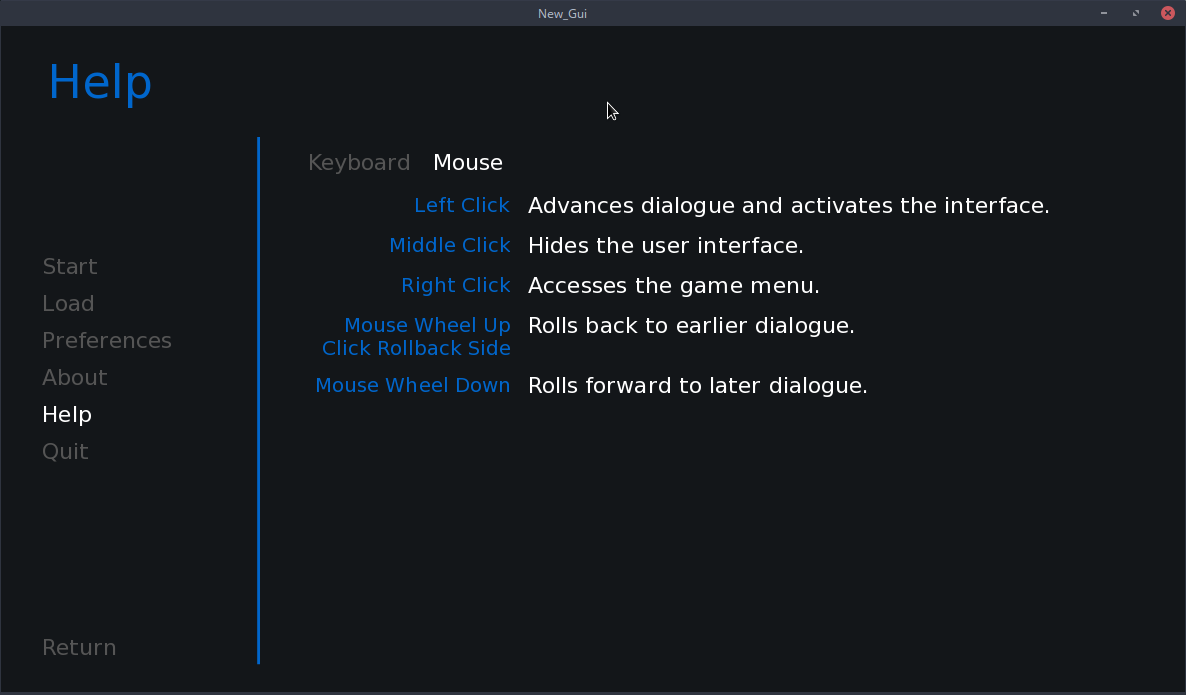 New_Gui
Help
Keyboard Mouse
Left Click Advances dialogue and activates the interface.
Middle Click Hides the user interface.
Right Click Accesses the game menu.
Mouse Wheel Up Rolls back to earlier dialogue.
Click Rollback Side
Mouse Wheel Down Rolls forward to later dialogue.
Start
Load
Preferences
About
Help
Quit
Return